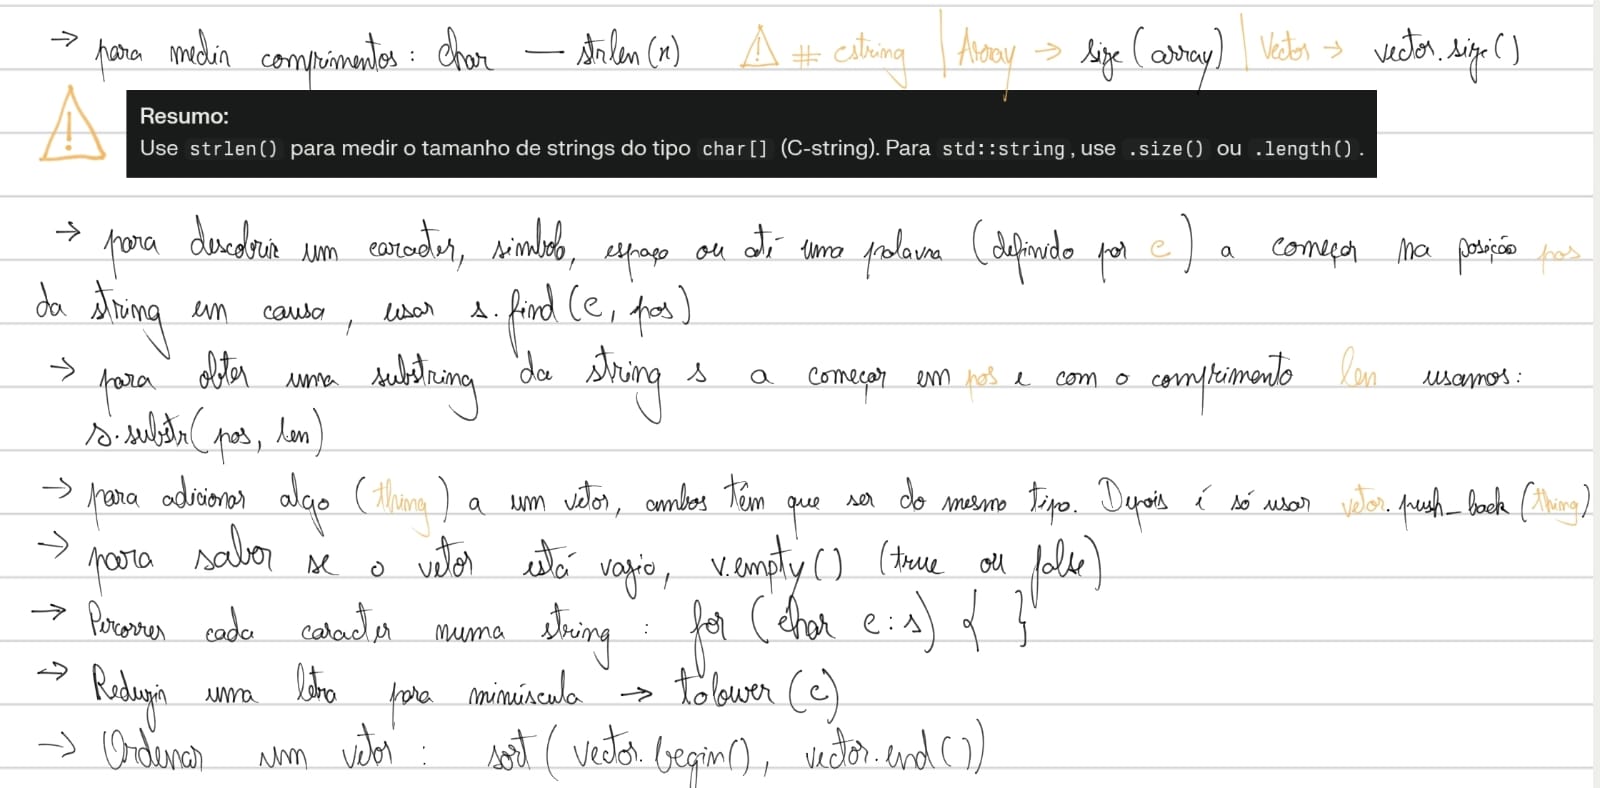 → para medir comprimentos: char — strlen(x) ⚠ # cstring | Array → size(array) | Vector → vector.size()
Resumo:
Use strlen() para medir o tamanho de strings do tipo char[] (C-string). Para std::string, use .size() ou .length().
→ para descobrir um caracter, simbolo, espaço ou até uma palavra (definido por c) a começar na posição pos
da string em causa, usar s.find(c, pos)
→ para obter uma substring da string s a começar em pos e com o comprimento len usamos:
s.substr(pos, len)
→ para adicionar algo (thing) a um vetor, ambos têm que ser do mesmo tipo. Depois é só usar vetor.push_back(thing)
→ para sabor se o vetor está vazio, v.empty() (true ou false)
→ Percorrer cada caracter numa string: for (char c:s) { }
→ Reduzir uma letra para minúscula → tolower(c)
→ Ordenar um vetor: sort(vector.begin(), vector.end())